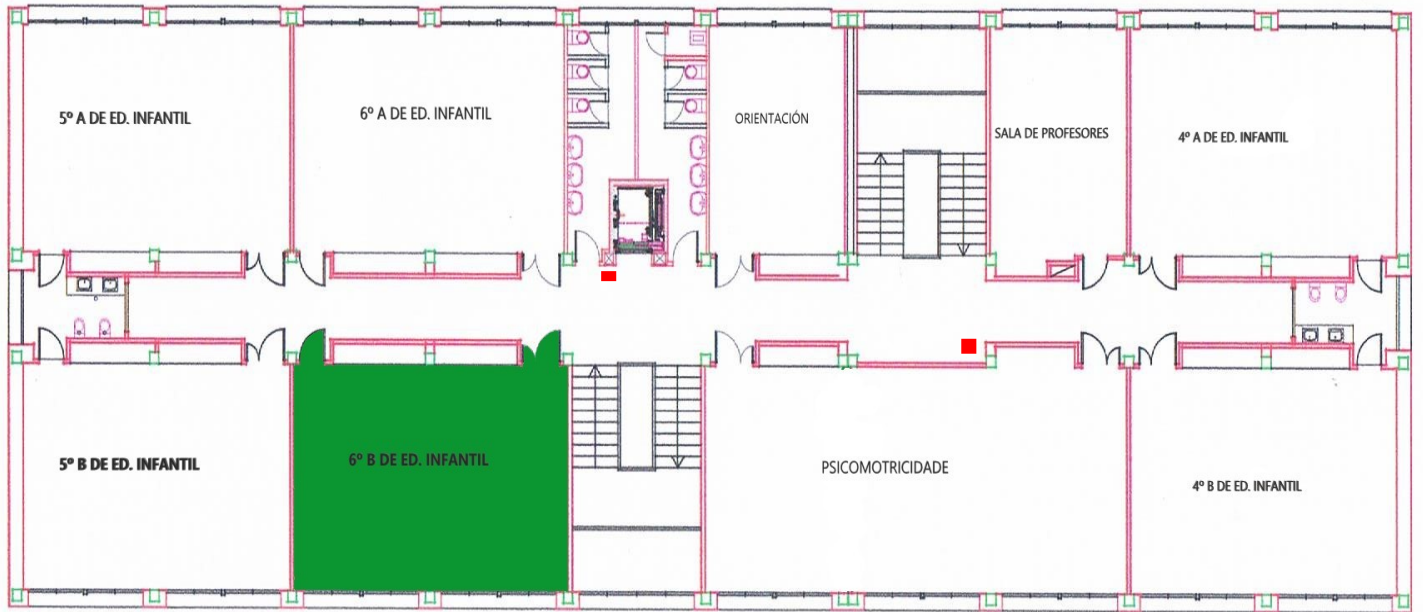 5º A DE ED. INFANTIL
6º A DE ED. INFANTIL
ORIENTACIÓN
SALA DE PROFESORES
4º A DE ED. INFANTIL
5º B DE ED. INFANTIL
6º B DE ED. INFANTIL
PSICOMOTRICIDADE
4º B DE ED. INFANTIL